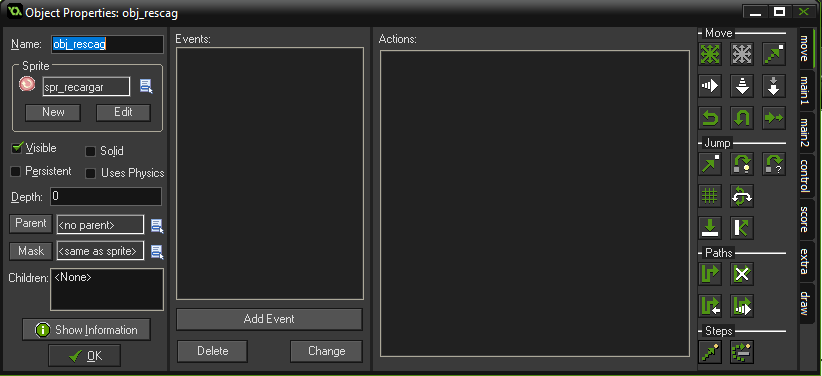 Object Properties: obj_rescag
Name: obj_rescag
Sprite
spr_recargar
New Edit
Visible Solid
Persistent Uses Physics
Depth: 0
Parent <no parent>
Mask <same as sprite>
Children: <None>
Show Information
OK
Events:
Add Event
Delete Change
Actions:
Move
Jump
?
Paths
Steps
move
main1
main2
control
score
extra
draw